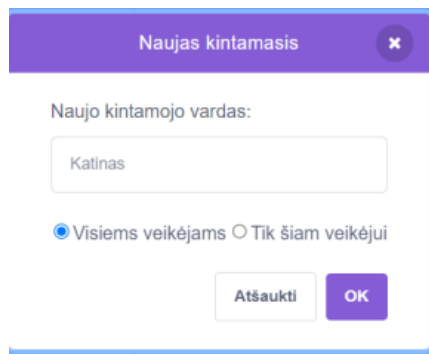 Naujas kintamasis
Naujo kintamojo vardas:
Katinas
Visiems veikėjams Tik šiam veikėjui
Atšaukti OK